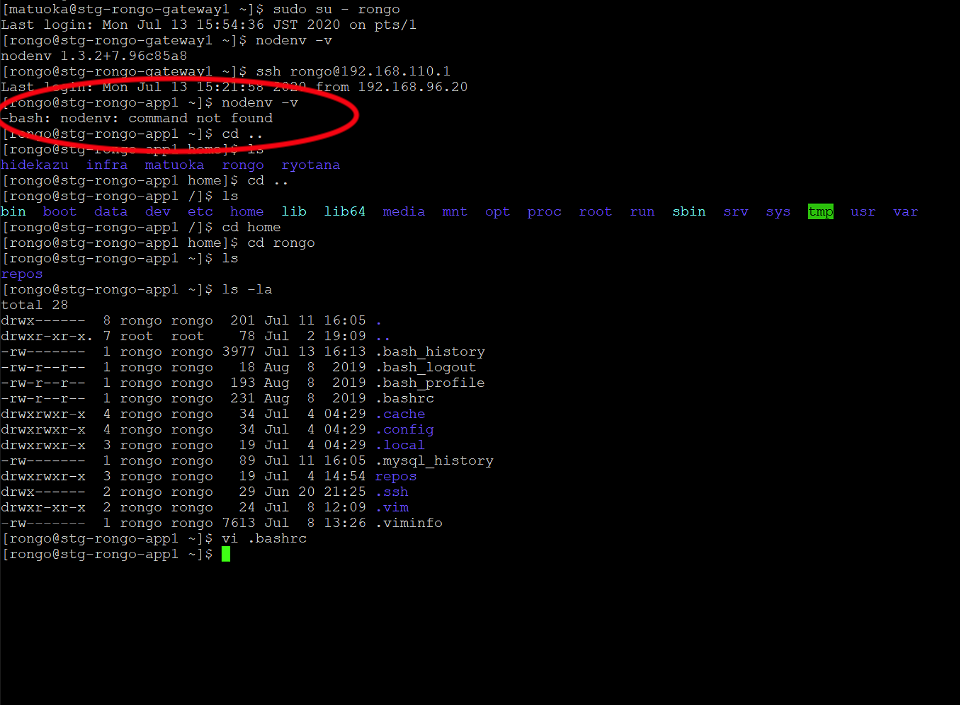 [matuoka@stg-rongo-gateway1 ~]$ sudo su - rongo
Last login: Mon Jul 13 15:54:36 JST 2020 on pts/1
[rongo@stg-rongo-gateway1 ~]$ nodenv -v
nodenv 1.3.2+7.96c85a8
[rongo@stg-rongo-gateway1 ~]$ ssh rongo@192.168.110.1
Last login: Mon Jul 13 15:21:58 2020 from 192.168.96.20
[rongo@stg-rongo-app1 ~]$ nodenv -v
-bash: nodenv: command not found
[rongo@stg-rongo-app1 ~]$ cd ..
[rongo@stg-rongo-app1 home]$ ls
hidekazu infra matuoka rongo ryotana
[rongo@stg-rongo-app1 home]$ cd ..
[rongo@stg-rongo-app1 /]$ ls
bin boot data dev etc home lib lib64 media mnt opt proc root run sbin srv sys tmp usr var
[rongo@stg-rongo-app1 /]$ cd home
[rongo@stg-rongo-app1 home]$ cd rongo
[rongo@stg-rongo-app1 ~]$ ls
repos
[rongo@stg-rongo-app1 ~]$ ls -la
total 28
drwx------ 8 rongo rongo 201 Jul 11 16:05 .
drwxr-xr-x. 7 root root 78 Jul 2 19:09 ..
-rw------- 1 rongo rongo 3977 Jul 13 16:13 .bash_history
-rw-r--r-- 1 rongo rongo 18 Aug 8 2019 .bash_logout
-rw-r--r-- 1 rongo rongo 193 Aug 8 2019 .bash_profile
-rw-r--r-- 1 rongo rongo 231 Aug 8 2019 .bashrc
drwxrwxr-x 4 rongo rongo 34 Jul 4 04:29 .cache
drwxrwxr-x 4 rongo rongo 34 Jul 4 04:29 .config
drwxrwxr-x 3 rongo rongo 19 Jul 4 04:29 .local
-rw------- 1 rongo rongo 89 Jul 11 16:05 .mysql_history
drwxrwxr-x 3 rongo rongo 19 Jul 4 14:54 repos
drwx------ 2 rongo rongo 29 Jun 20 21:25 .ssh
drwxr-xr-x 2 rongo rongo 24 Jul 8 12:09 .vim
-rw------- 1 rongo rongo 7613 Jul 8 13:26 .viminfo
[rongo@stg-rongo-app1 ~]$ vi .bashrc
[rongo@stg-rongo-app1 ~]$